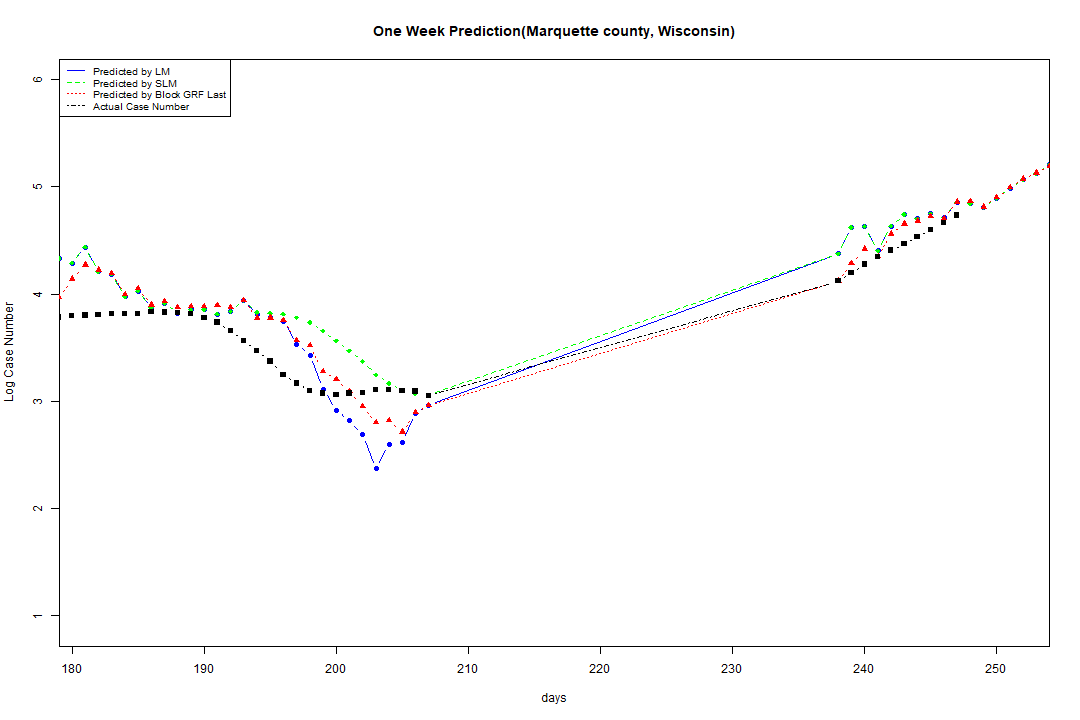 One Week Prediction(Marquette county, Wisconsin)
Predicted by LM
Predicted by SLM
Predicted by Block GRF Last
Actual Case Number
6
5
4
3
2
1
Log Case Number
180 190 200 210 220 230 240 250
days